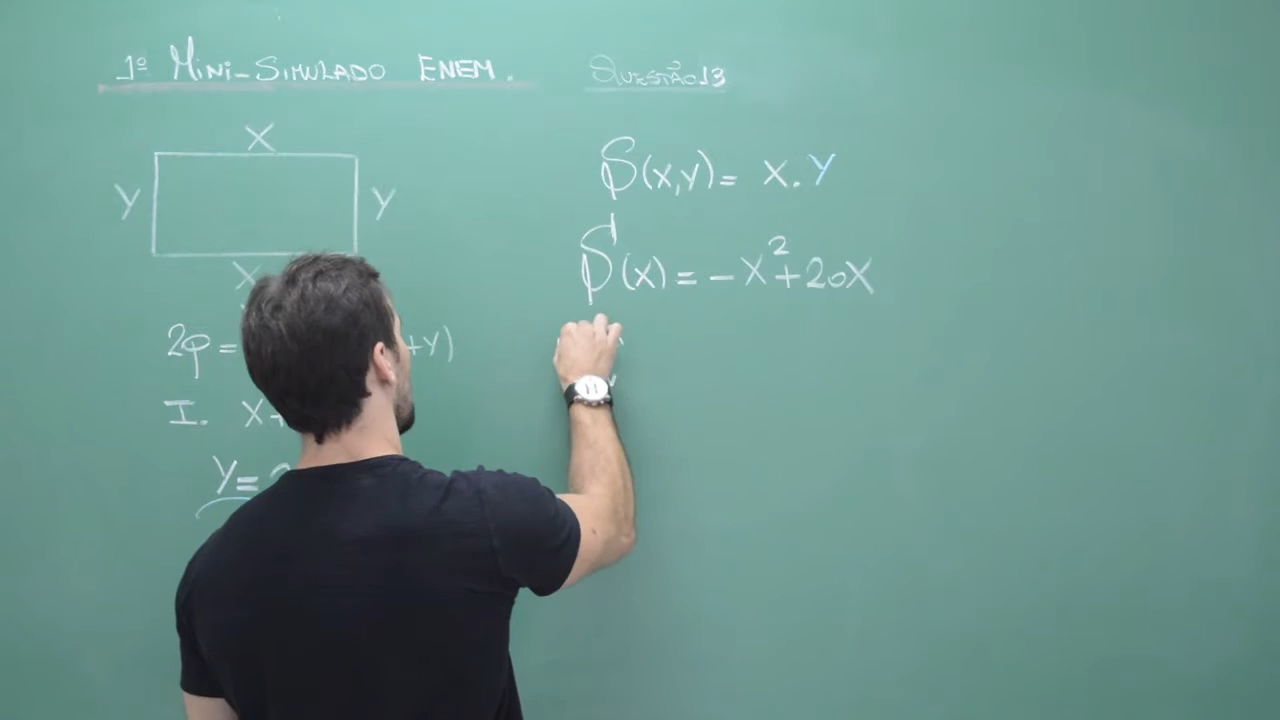 1º MINI-SIMULADO ENEM.
QUESTÃO 13
X
Y Y
X
2p = +Y)
I. X+
Y=
S(X,Y) = X.Y
S(X) = -X²+20X